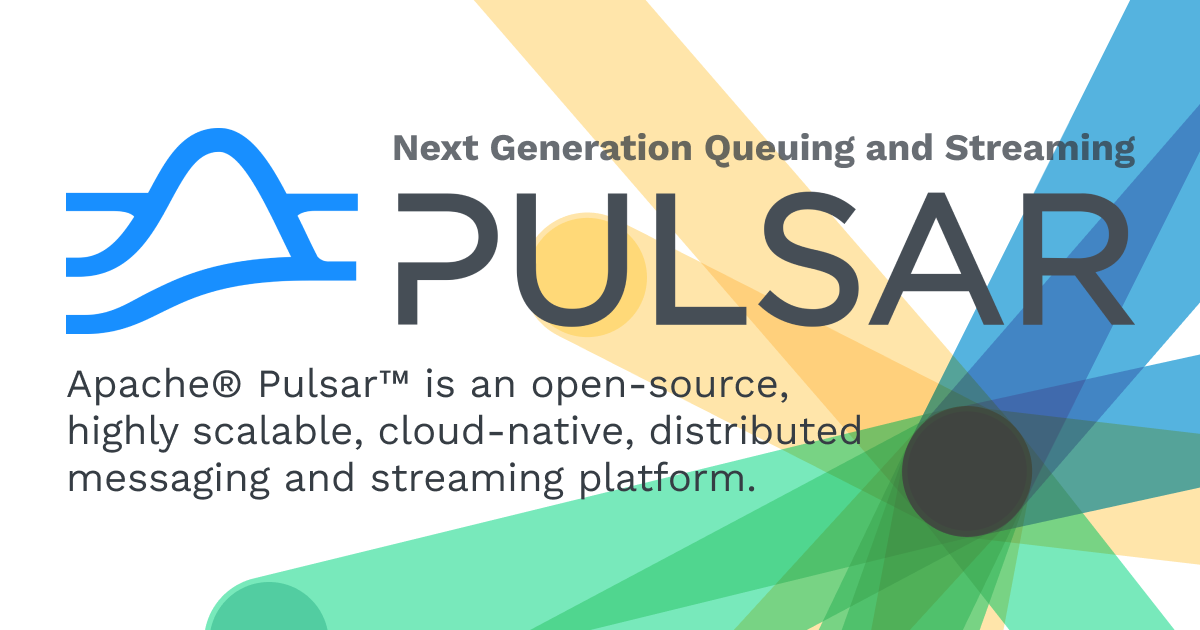 Next Generation Queuing and Streaming
PULSAR
Apache® Pulsar™ is an open-source,
highly scalable, cloud-native, distributed
messaging and streaming platform.